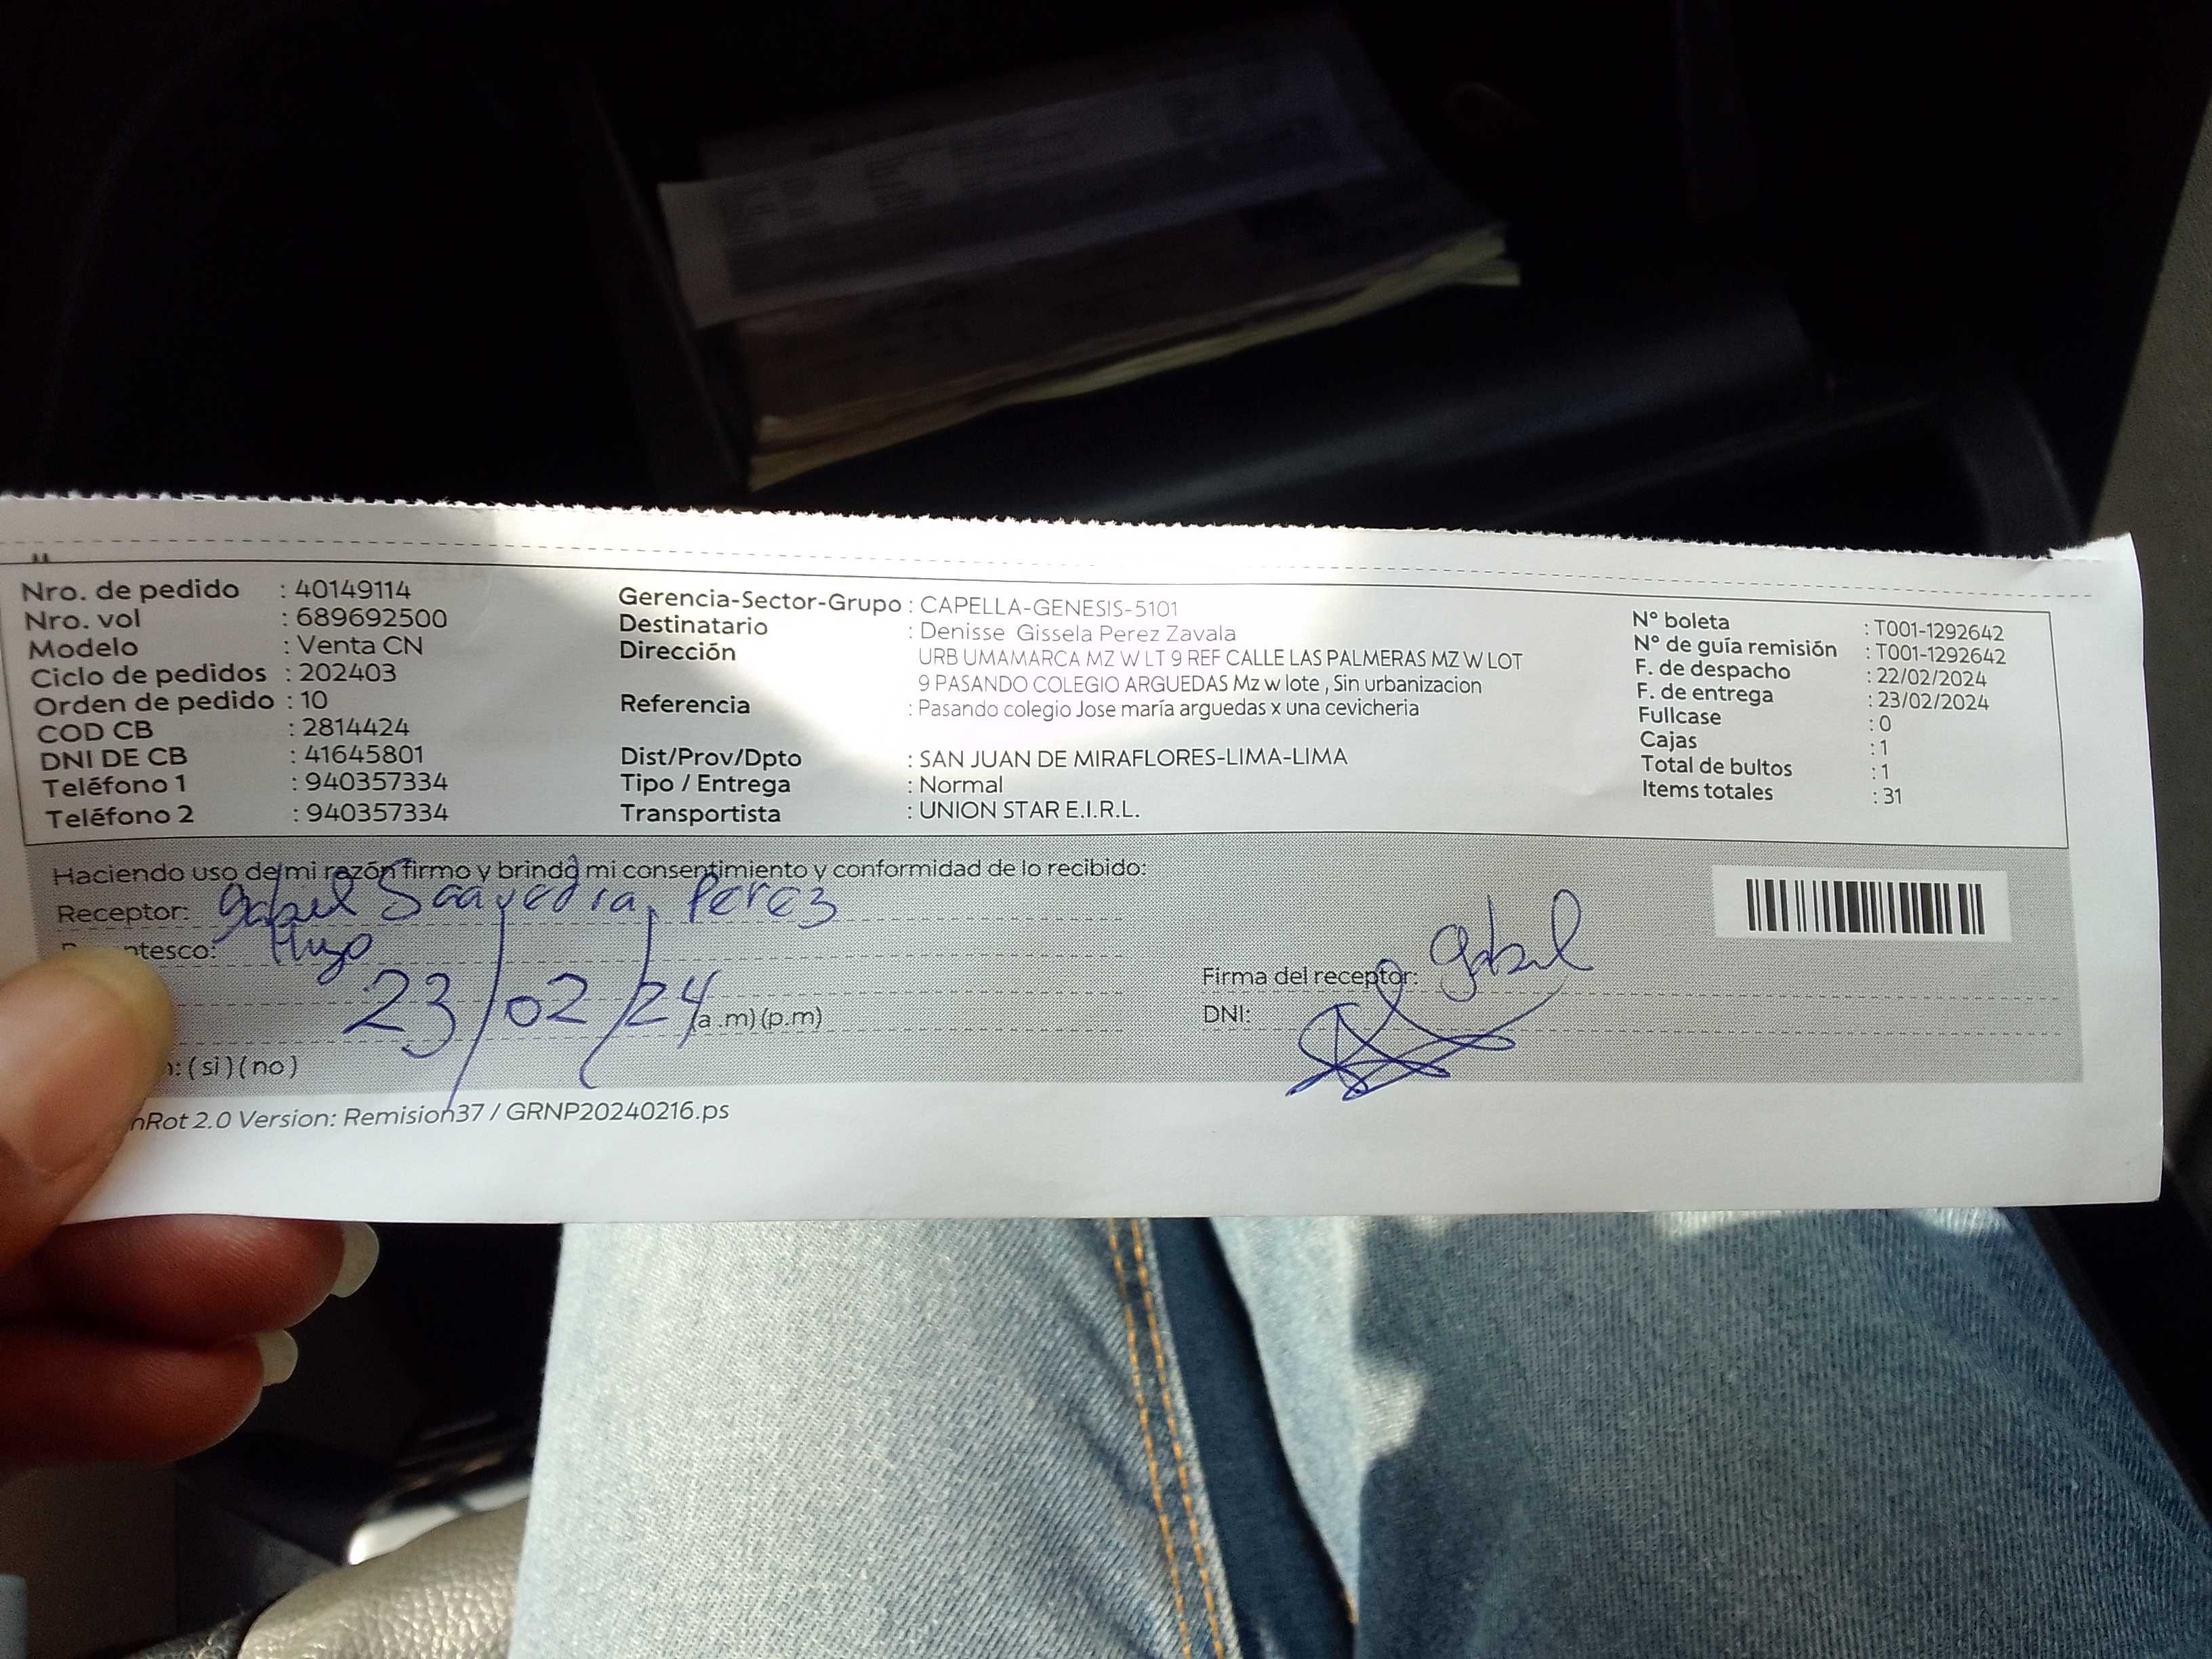 Nro. de pedido : 40149114
Nro. vol : 689692500
Modelo : Venta CN
Ciclo de pedidos : 202403
Orden de pedido : 10
COD CB : 2814424
DNI DE CB : 41645801
Teléfono 1 : 940357334
Teléfono 2 : 940357334
Gerencia-Sector-Grupo : CAPELLA-GENESIS-5101
Destinatario : Denisse Gissela Perez Zavala
Dirección URB UMAMARCA MZ W LT 9 REF CALLE LAS PALMERAS MZ W LOT
9 PASANDO COLEGIO ARGUEDAS Mz w lote , Sin urbanizacion
Referencia : Pasando colegio Jose maría arguedas x una cevicheria
Dist/Prov/Dpto : SAN JUAN DE MIRAFLORES-LIMA-LIMA
Tipo / Entrega : Normal
Transportista : UNION STAR E.I.R.L.
N° boleta : T001-1292642
N° de guía remisión : T001-1292642
F. de despacho : 22/02/2024
F. de entrega : 23/02/2024
Fullcase : 0
Cajas : 1
Total de bultos : 1
Items totales : 31
Haciendo uso de mi razón firmo y brindo mi consentimiento y conformidad de lo recibido:
Receptor: Saavedra Perez
ntesco:
23/02/24 (a.m)(p.m)
: (si)(no)
Firma del receptor:
DNI:
nRot 2.0 Version: Remision37 / GRNP20240216.ps